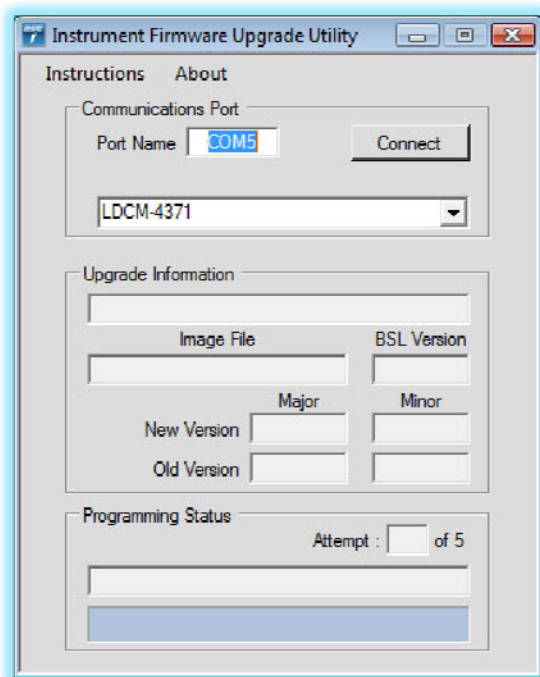 Instrument Firmware Upgrade Utility
Instructions About
Communications Port
Port Name COM5 Connect
LDCM-4371
Upgrade Information
Image File BSL Version
Major Minor
New Version
Old Version
Programming Status
Attempt : of 5